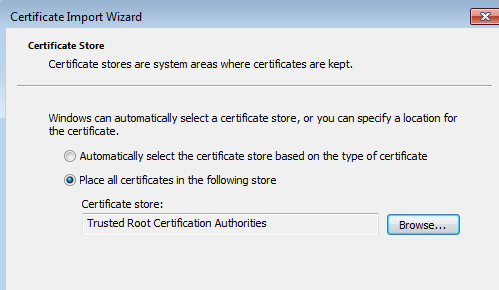 Certificate Import Wizard
Certificate Store
Certificate stores are system areas where certificates are kept.
Windows can automatically select a certificate store, or you can specify a location for
the certificate.
Automatically select the certificate store based on the type of certificate
Place all certificates in the following store
Certificate store:
Trusted Root Certification Authorities
Browse...